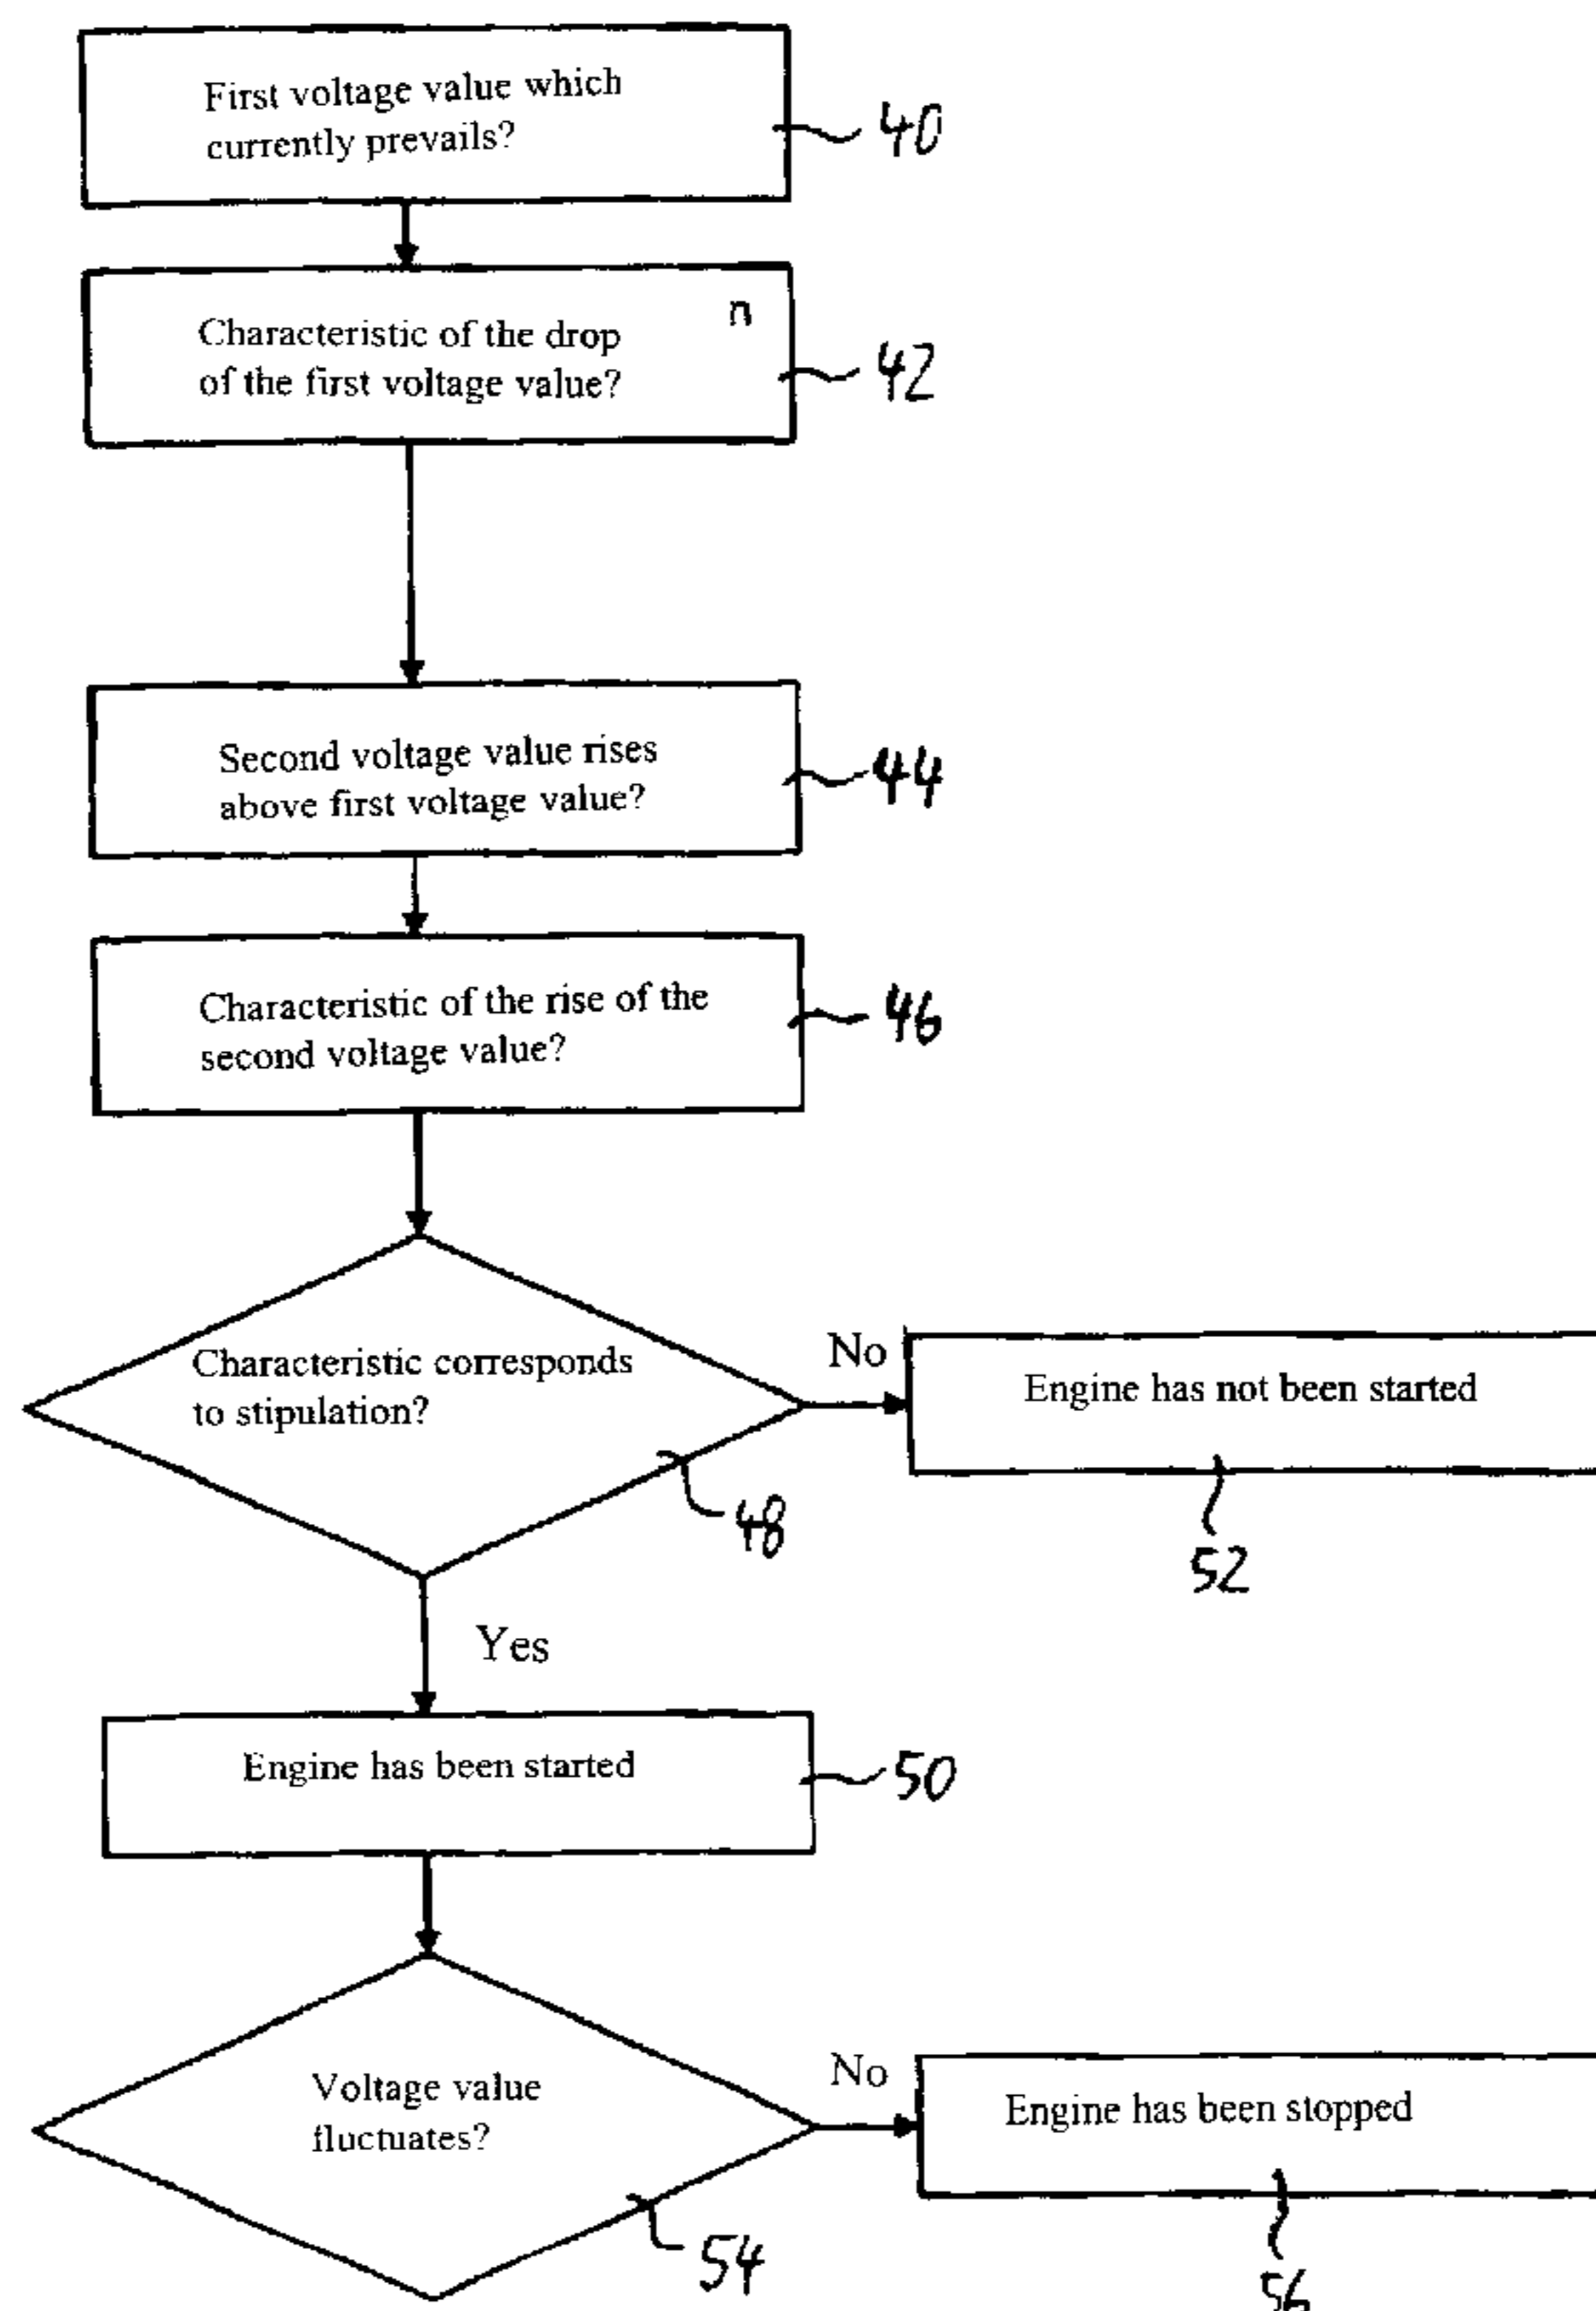 First voltage value which
currently prevails?
40
n
Characteristic of the drop
of the first voltage value?
42
Second voltage value rises
above first voltage value?
44
Characteristic of the rise of the
second voltage value?
46
Characteristic corresponds
to stipulation?
48
No
Engine has not been started
52
Yes
Engine has been started
50
Voltage value
fluctuates?
54
No
Engine has been stopped
56